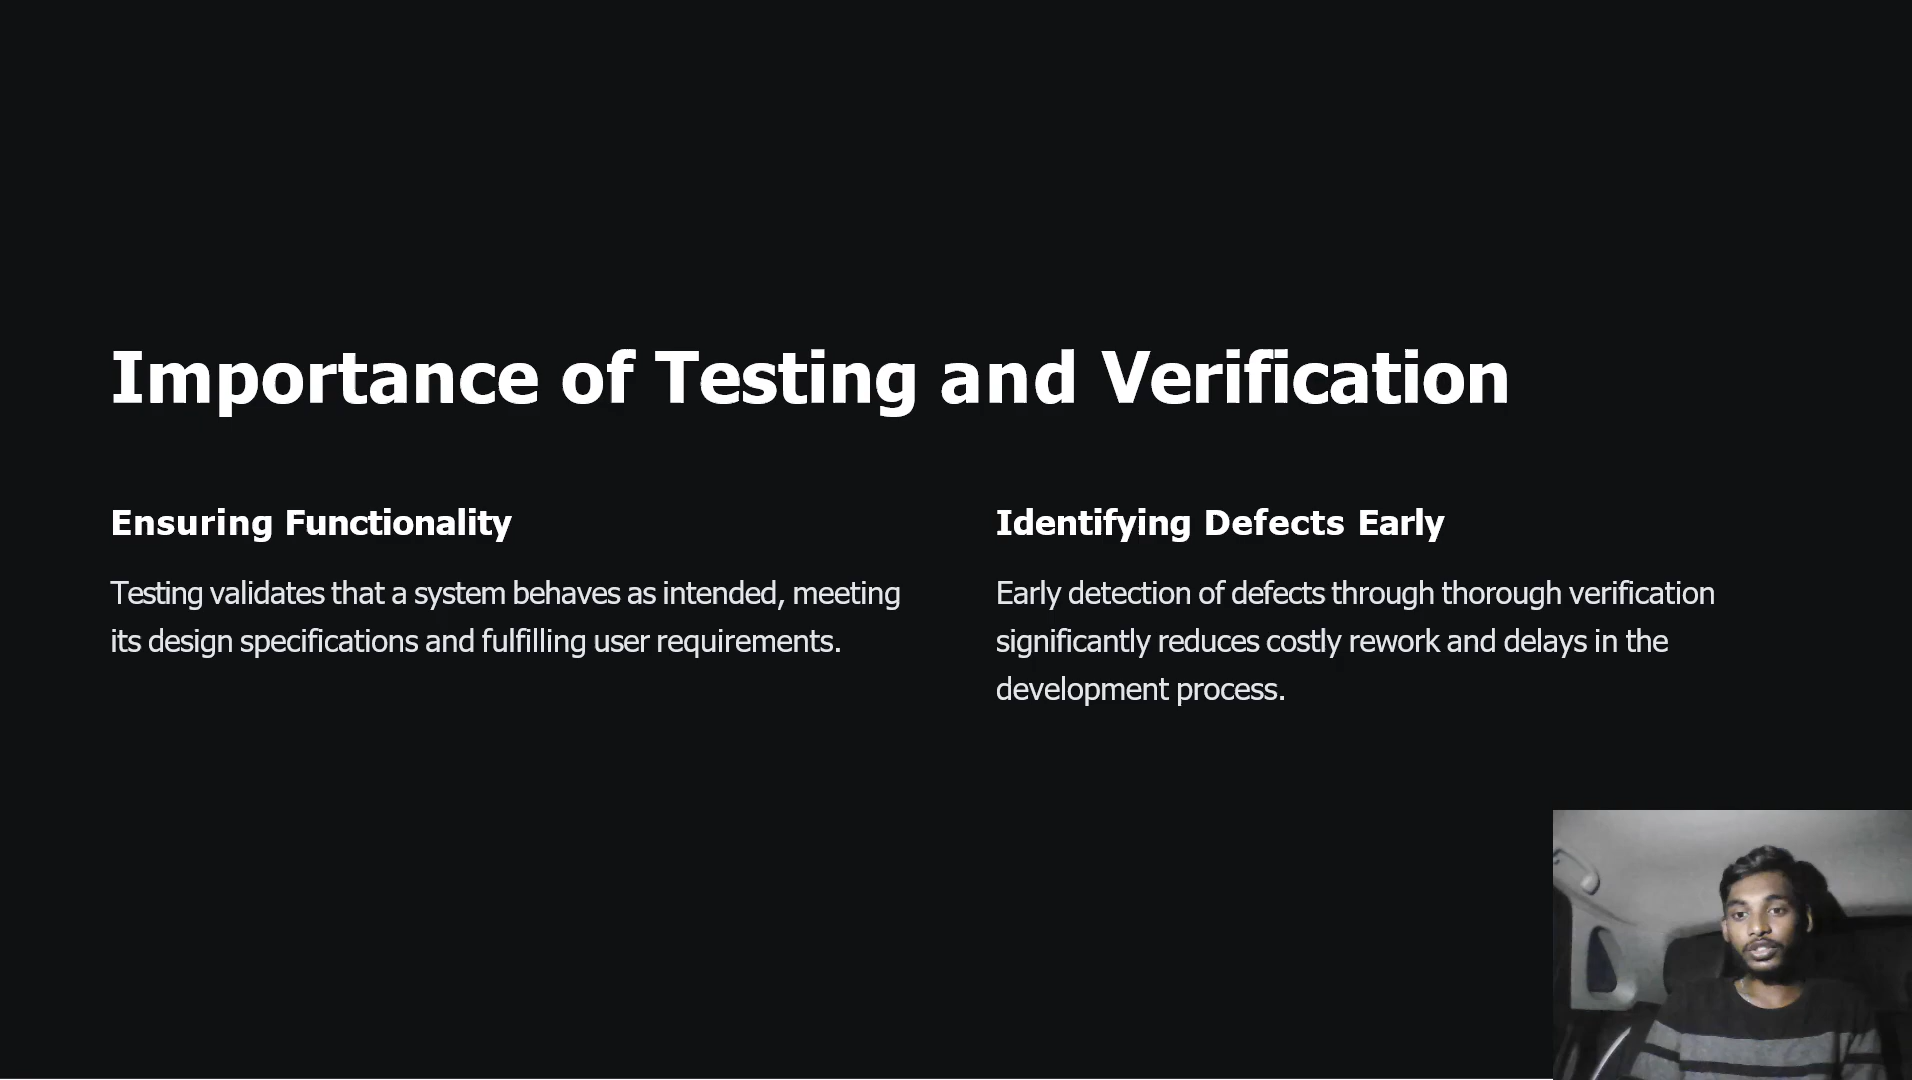 Importance of Testing and Verification
Ensuring Functionality
Testing validates that a system behaves as intended, meeting
its design specifications and fulfilling user requirements.
Identifying Defects Early
Early detection of defects through thorough verification
significantly reduces costly rework and delays in the
development process.